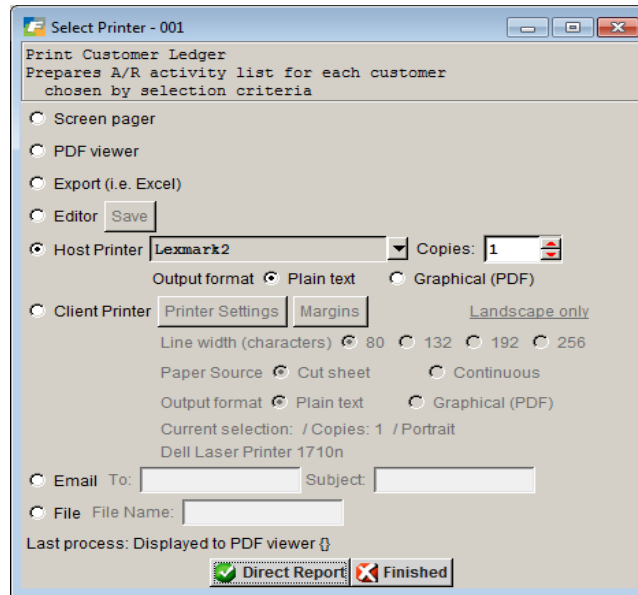 Select Printer - 001
Print Customer Ledger
Prepares A/R activity list for each customer
chosen by selection criteria
Screen pager
PDF viewer
Export (i.e. Excel)
Editor Save
Host Printer Lexmark2 Copies: 1
Output format Plain text Graphical (PDF)
Client Printer Printer Settings Margins Landscape only
Line width (characters) 80 132 192 256
Paper Source Cut sheet Continuous
Output format Plain text Graphical (PDF)
Current selection: / Copies: 1 / Portrait
Dell Laser Printer 1710n
Email To: Subject:
File File Name:
Last process: Displayed to PDF viewer {}
Direct Report Finished